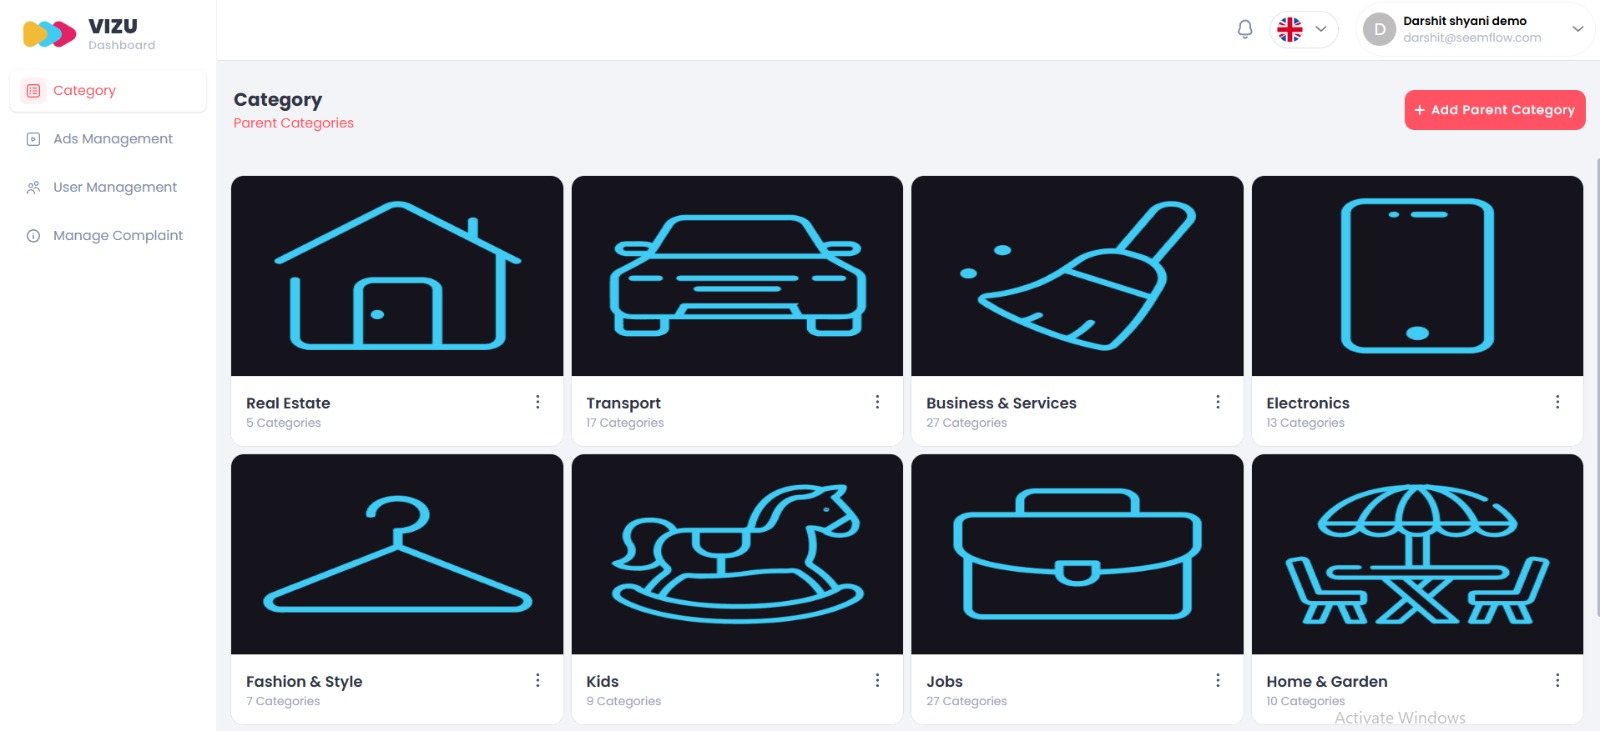 VIZU
Dashboard
Category
Ads Management
User Management
Manage Complaint
D
Darshit shyani demo
darshit@seemflow.com
Category
Parent Categories
+ Add Parent Category
Real Estate
5 Categories
Transport
17 Categories
Business & Services
27 Categories
Electronics
13 Categories
Fashion & Style
7 Categories
Kids
9 Categories
Jobs
27 Categories
Home & Garden
10 Categories
Activate Windows